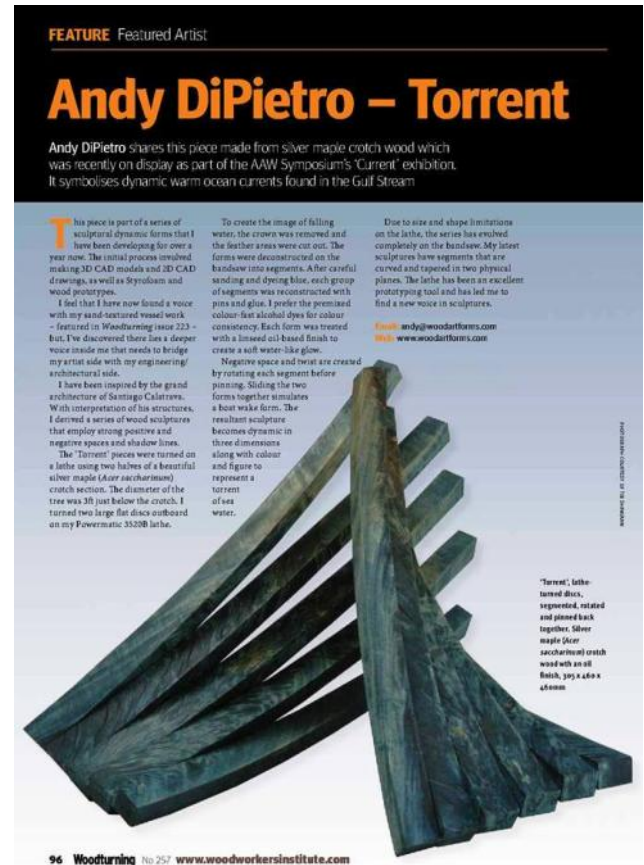 FEATURE Featured Artist
Andy DiPietro – Torrent
Andy DiPietro shares this piece made from silver maple crotch wood which
was recently on display as part of the AAW Symposium's 'Current' exhibition.
It symbolises dynamic warm ocean currents found in the Gulf Stream
This piece is part of a series of
sculptural dynamic forms that I
have been developing for over a
year now. The initial process involved
making 3D CAD models and 2D CAD
drawings, as well as Styrofoam and
wood prototypes.
I feel that I have now found a voice
with my sand-textured vessel work
– featured in Woodturning issue 223 –
but, I've discovered there lies a deeper
voice inside me that needs to bridge
my artist side with my engineering/
architectural side.
I have been inspired by the grand
architecture of Santiago Calatrava.
With interpretation of his structures,
I derived a series of wood sculptures
that employ strong positive and
negative spaces and shadow lines.
The 'Torrent' pieces were turned on
a lathe using two halves of a beautiful
silver maple (Acer saccharinum)
crotch section. The diameter of the
tree was 3ft just below the crotch. I
turned two large flat discs outboard
on my Powermatic 3520B lathe.
To create the image of falling
water, the crown was removed and
the feather areas were cut out. The
forms were deconstructed on the
bandsaw into segments. After careful
sanding and dyeing blue, each group
of segments was reconstructed with
pins and glue. I prefer the premixed
colour-fast alcohol dyes for colour
consistency. Each form was treated
with a linseed oil-based finish to
create a soft water-like glow.
Negative space and twist are created
by rotating each segment before
pinning. Sliding the two
forms together simulates
a boat wake form. The
resultant sculpture
becomes dynamic in
three dimensions
along with colour
and figure to
represent a
torrent
of sea
water.
Due to size and shape limitations
on the lathe, the series has evolved
completely on the bandsaw. My latest
sculptures have segments that are
curved and tapered in two physical
planes. The lathe has been an excellent
prototyping tool and has led me to
find a new voice in sculptures.
Email: andy@woodartforms.com
Web: www.woodartforms.com
'Torrent', lathe-
turned discs,
segmented, rotated
and pinned back
together. Silver
maple (Acer
saccharinum) crotch
wood wth an oil
finish, 305 x 460 x
460mm
96 Woodturning No 257 www.woodworkersinstitute.com